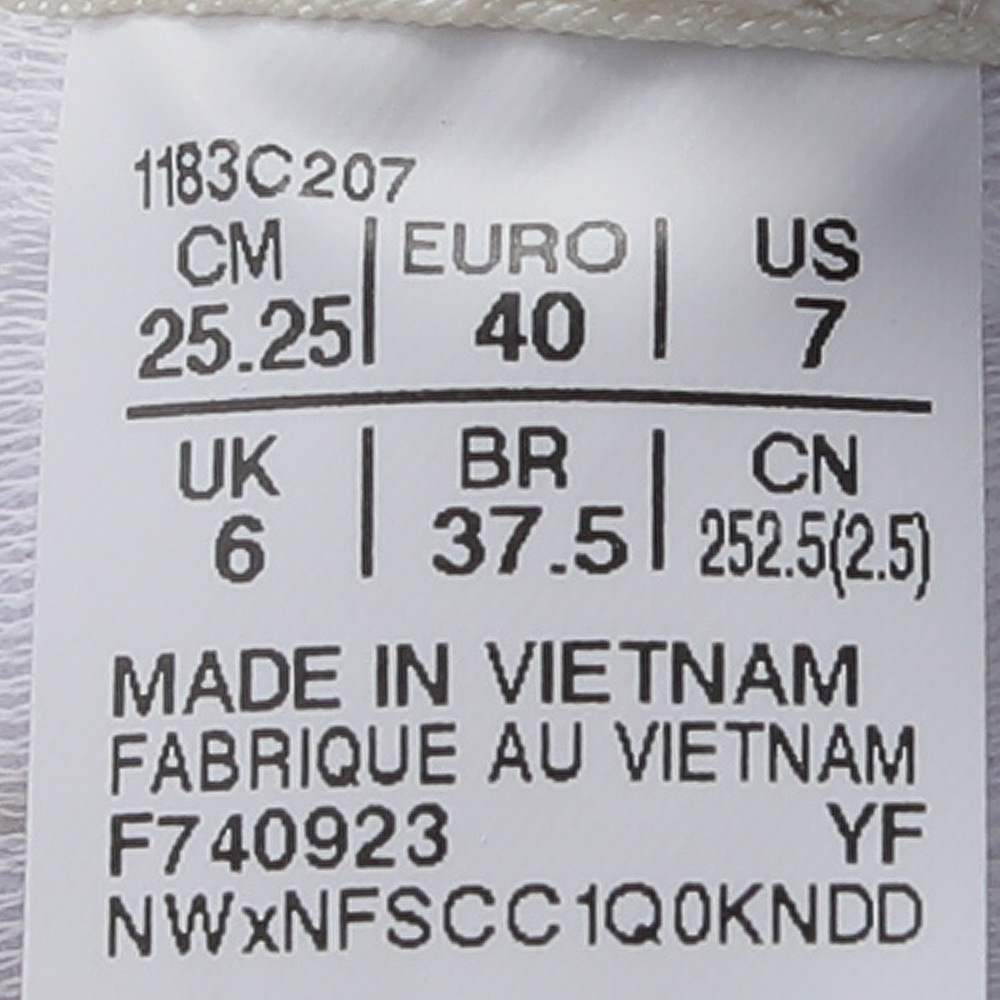 1183C207
CM | EURO | US
25.25 | 40 | 7
UK | BR | CN
6 | 37.5 | 252.5(2.5)
MADE IN VIETNAM
FABRIQUE AU VIETNAM
F740923 YF
NWxNFSCC1Q0KNDD